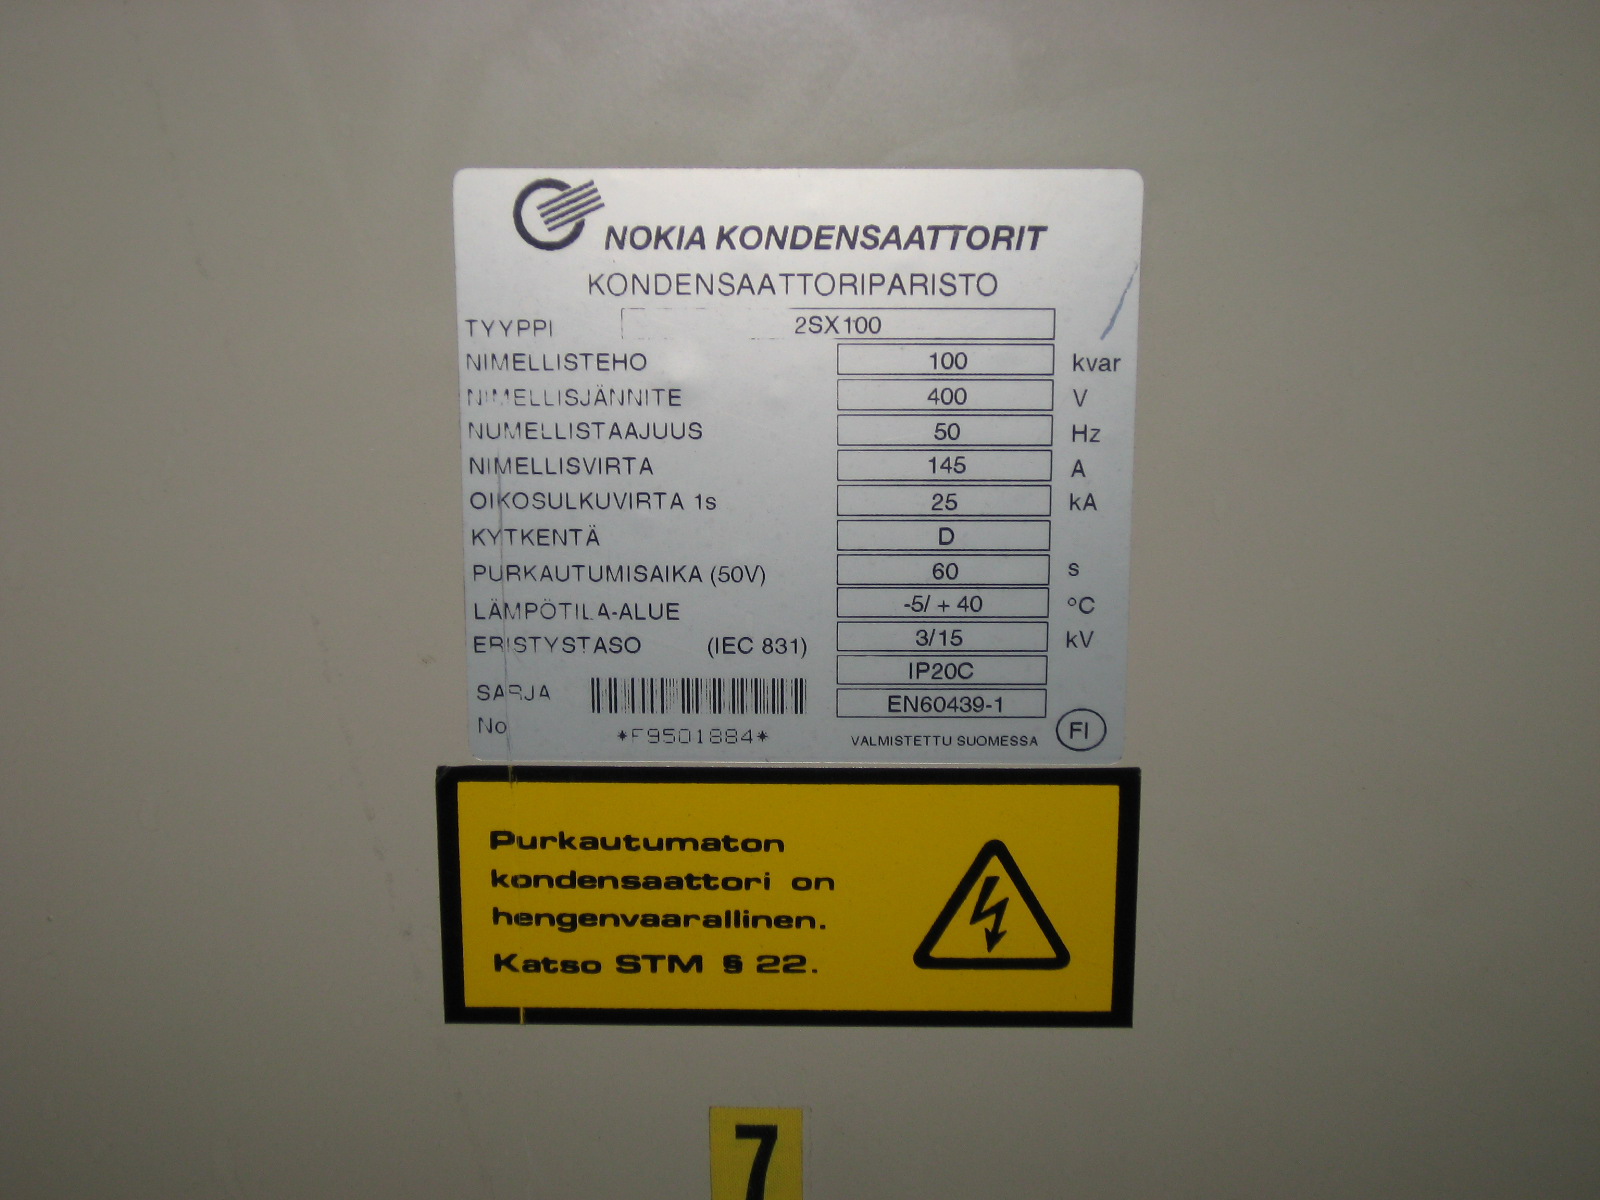 NOKIA KONDENSAATTORIT
KONDENSAATTORIPARISTO
TYYPPI 2SX100
NIMELLISTEHO 100 kvar
NIMELLISJÄNNITE 400 V
NUMELLISTAAJUUS 50 Hz
NIMELLISVIRTA 145 A
OIKOSULKUVIRTA 1s 25 kA
KYTKENTÄ D
PURKAUTUMISAIKA (50V) 60 s
LÄMPÖTILA-ALUE -5/ + 40 °C
ERISTYSTASO (IEC 831) 3/15 kV
IP20C
SARJA EN60439-1
No *F9501884* VALMISTETTU SUOMESSA FI
Purkautumaton
kondensaattori on
hengenvaarallinen.
Katso STM § 22.
7